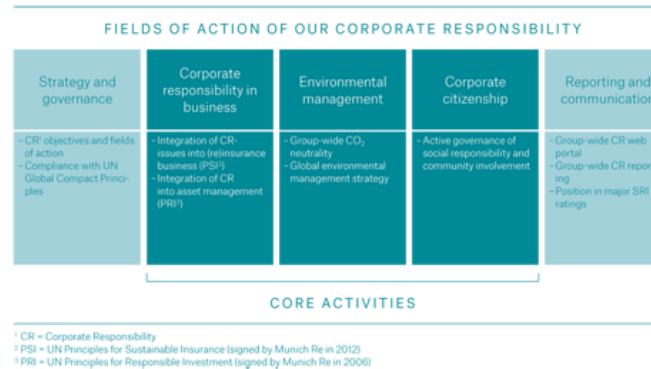 FIELDS OF ACTION OF OUR CORPORATE RESPONSIBILITY
Strategy and
governance
- CR¹ objectives and fields
of action
- Compliance with UN
Global Compact Princi-
ples
Corporate
responsibility in
business
- Integration of CR-
issues into (re)insurance
business (PSI²)
- Integration of CR
into asset management
(PRI³)
Environmental
management
- Group-wide CO₂
neutrality
- Global environmental
management strategy
Corporate
citizenship
- Active governance of
social responsibility and
community involvement
Reporting and
communication
- Group-wide CR web
portal
- Group-wide CR repor
ing
- Position in major SRI
ratings
CORE ACTIVITIES
¹ CR = Corporate Responsibility
² PSI = UN Principles for Sustainable Insurance (signed by Munich Re in 2012)
³ PRI = UN Principles for Responsible Investment (signed by Munich Re in 2006)